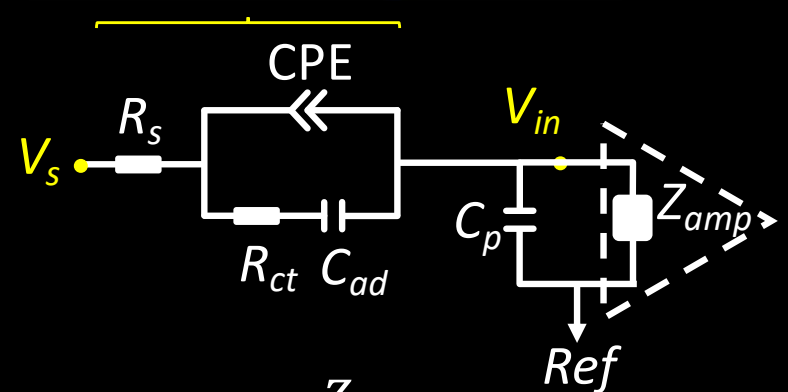 CPE
R_s
V_in
V_s
Z_amp
C_p
R_ct C_ad
Ref
Z